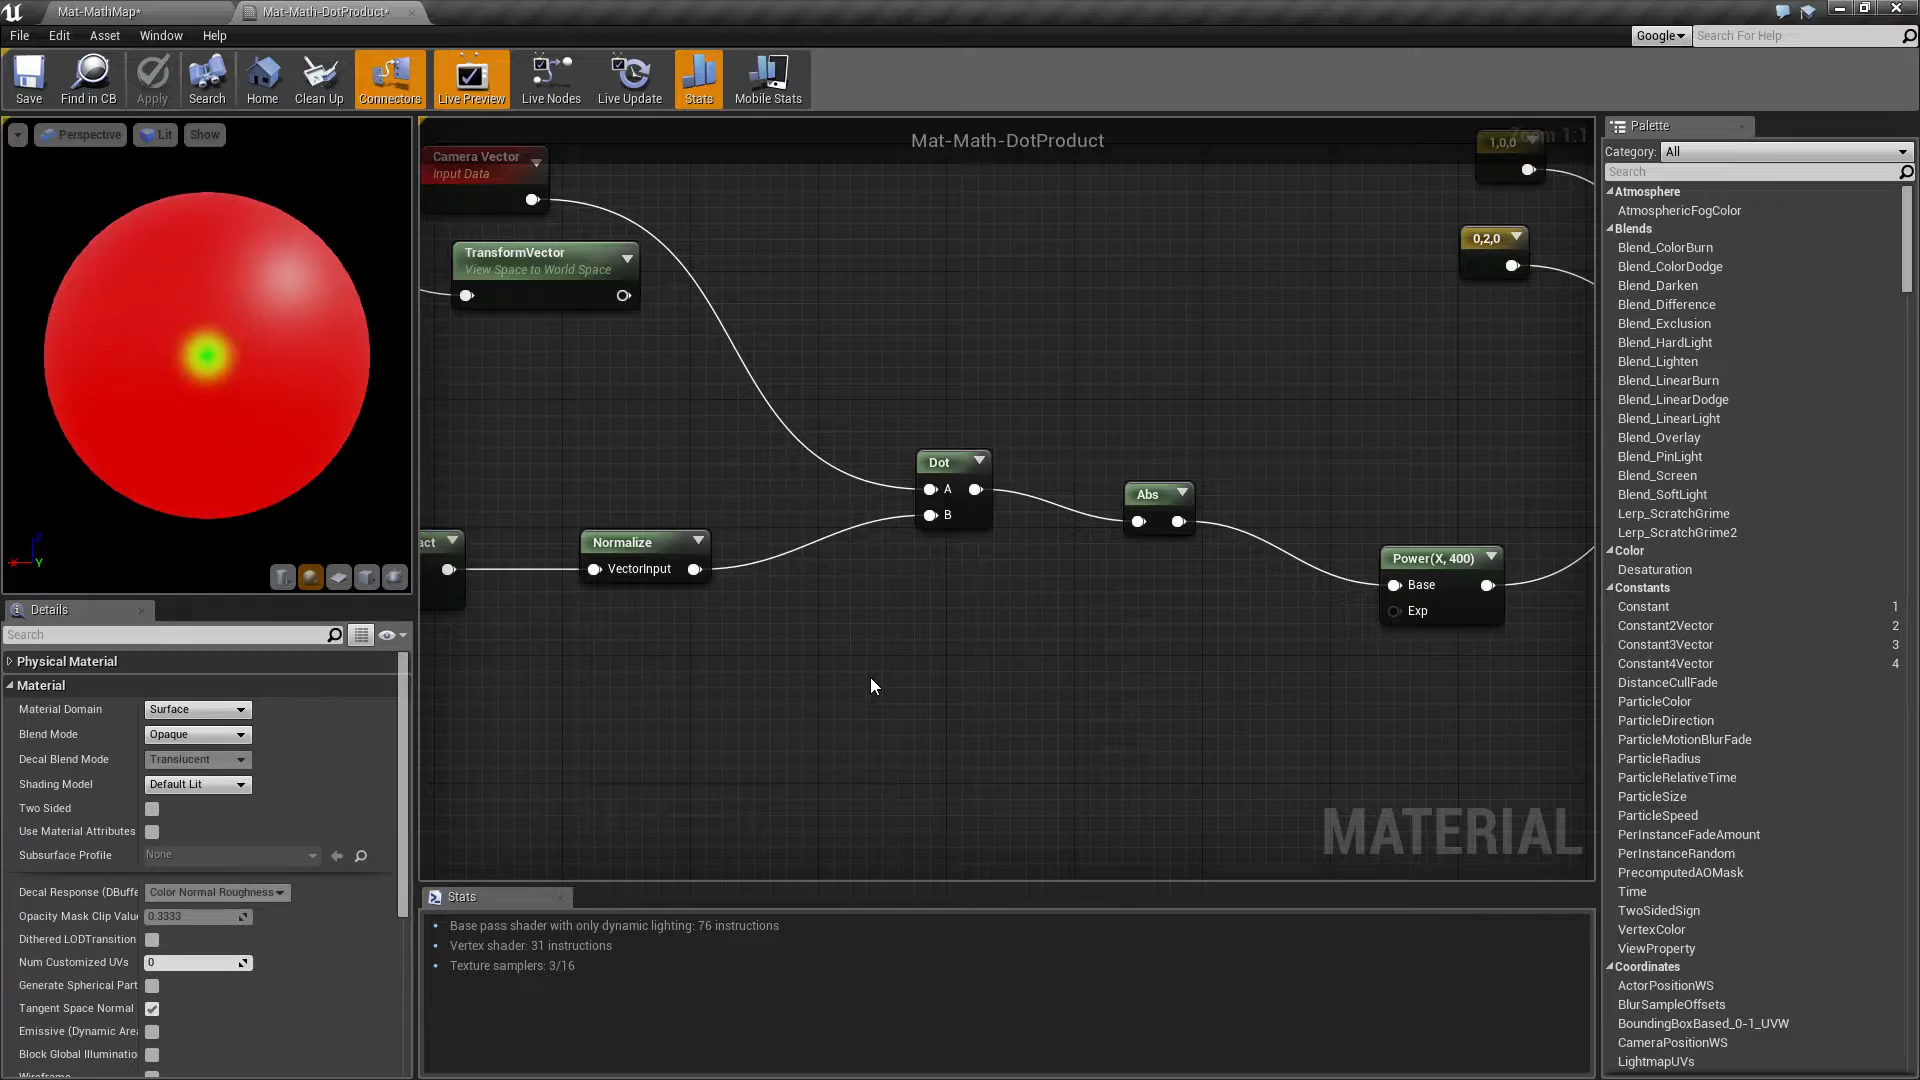 Mat-MathMap*
Mat-Math-DotProduct*
File Edit Asset Window Help
Google
Search For Help
Save
Find in CB
Apply
Search
Home
Clean Up
Connectors
Live Preview
Live Nodes
Live Update
Stats
Mobile Stats
Perspective
Lit
Show
Z
X
Y
Mat-Math-DotProduct
Zoom 1:1
Camera Vector
Input Data
TransformVector
View Space to World Space
1,0,0
0,2,0
Dot
A
B
Abs
act
Normalize
VectorInput
Power(X, 400)
Base
Exp
MATERIAL
Details
Search
Physical Material
Material
Material Domain Surface
Blend Mode Opaque
Decal Blend Mode Translucent
Shading Model Default Lit
Two Sided
Use Material Attributes
Subsurface Profile None
Decal Response (DBuffe Color Normal Roughness
Opacity Mask Clip Valu 0.3333
Dithered LODTransition
Num Customized UVs 0
Generate Spherical Part
Tangent Space Normal
Emissive (Dynamic Area
Block Global Illuminatio
Wireframe
Stats
Base pass shader with only dynamic lighting: 76 instructions
Vertex shader: 31 instructions
Texture samplers: 3/16
Palette
Category: All
Search
Atmosphere
AtmosphericFogColor
Blends
Blend_ColorBurn
Blend_ColorDodge
Blend_Darken
Blend_Difference
Blend_Exclusion
Blend_HardLight
Blend_Lighten
Blend_LinearBurn
Blend_LinearDodge
Blend_LinearLight
Blend_Overlay
Blend_PinLight
Blend_Screen
Blend_SoftLight
Lerp_ScratchGrime
Lerp_ScratchGrime2
Color
Desaturation
Constants
Constant 1
Constant2Vector 2
Constant3Vector 3
Constant4Vector 4
DistanceCullFade
ParticleColor
ParticleDirection
ParticleMotionBlurFade
ParticleRadius
ParticleRelativeTime
ParticleSize
ParticleSpeed
PerInstanceFadeAmount
PerInstanceRandom
PrecomputedAOMask
Time
TwoSidedSign
VertexColor
ViewProperty
Coordinates
ActorPositionWS
BlurSampleOffsets
BoundingBoxBased_0-1_UVW
CameraPositionWS
LightmapUVs